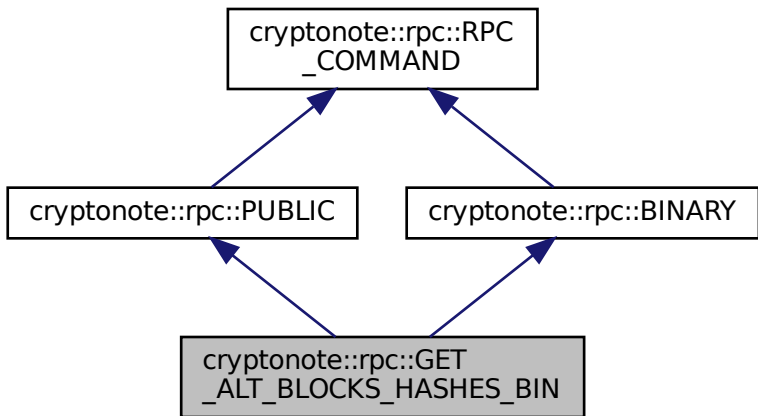 cryptonote::rpc::RPC
_COMMAND
cryptonote::rpc::PUBLIC
cryptonote::rpc::BINARY
cryptonote::rpc::GET
_ALT_BLOCKS_HASHES_BIN